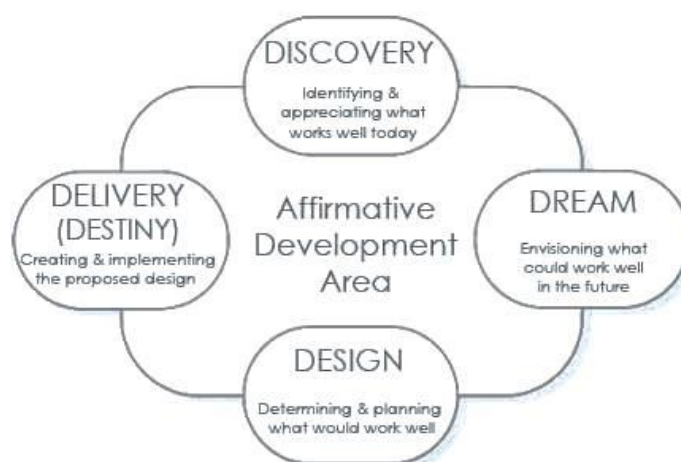 DISCOVERY
Identifying &
appreciating what
works well today
DELIVERY
(DESTINY)
Creating & implementing
the proposed design
Affirmative
Development
Area
DREAM
Envisioning what
could work well
in the future
DESIGN
Determining & planning
what would work well